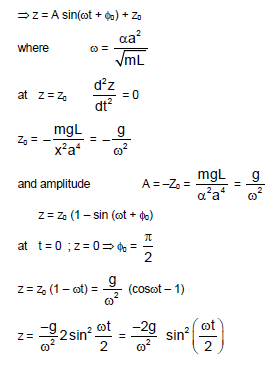 ⇒ z = A sin(ωt + ϕ₀) + z₀
where ω = αa²/√mL
at z = z₀ d²z/dt² = 0
z₀ = − mgL/x²a⁴ = − g/ω²
and amplitude A = –Z₀ = mgL/α²a⁴ = g/ω²
z = z₀ (1 – sin (ωt + ϕ₀)
at t = 0 ; z = 0 ⇒ ϕ₀ = π/2
z = z₀ (1 – ωt) = g/ω² (cosωt – 1)
z = –g/ω² 2 sin² ωt/2 = –2g/ω² sin² (ωt/2)